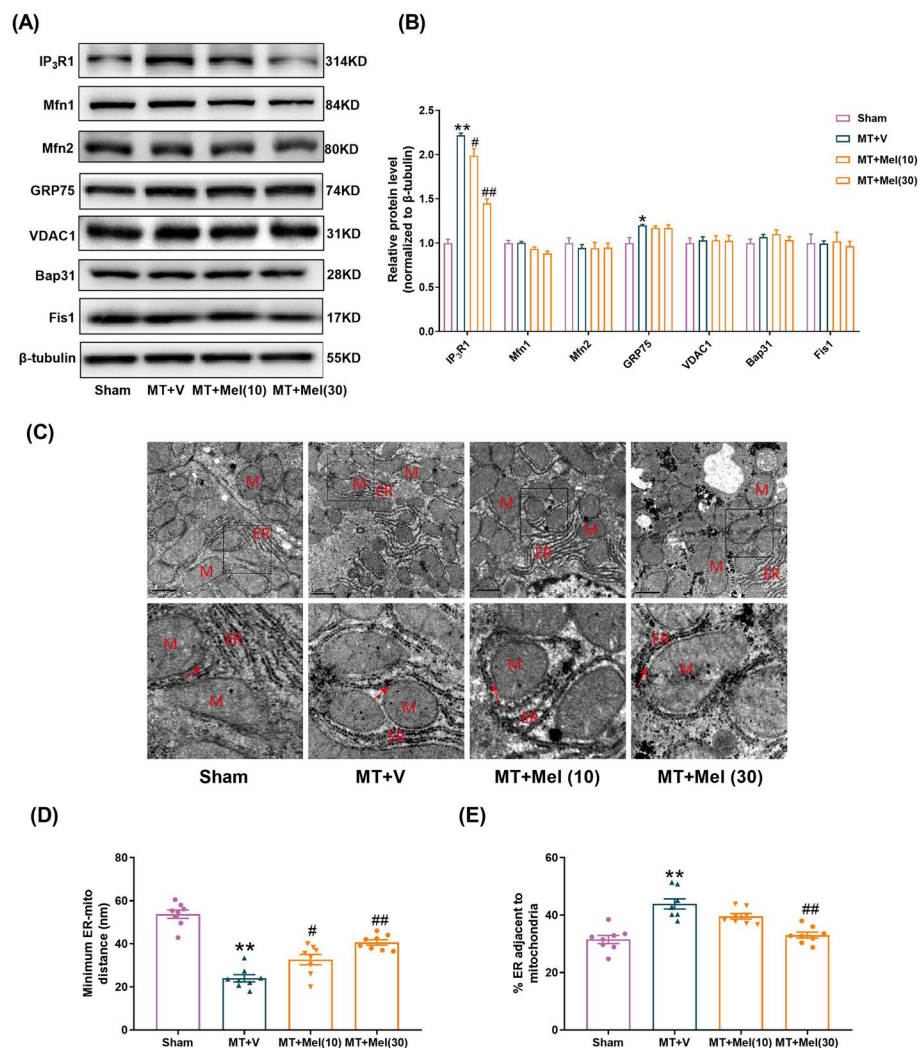 (A)
IP3R1 314KD
Mfn1 84KD
Mfn2 80KD
GRP75 74KD
VDAC1 31KD
Bap31 28KD
Fis1 17KD
β-tubulin 55KD
Sham MT+V MT+Mel(10) MT+Mel(30)
(B)
Relative protein level
(normalized to β-tubulin)
2.5
2.0
1.5
1.0
0.5
0.0
** # ## *
IP3R1 Mfn1 Mfn2 GRP75 VDAC1 Bap31 Fis1
Sham
MT+V
MT+Mel(10)
MT+Mel(30)
(C)
M ER M
M ER M
M M ER
M ER
M ER M
M ER
M ER
ER M
Sham MT+V MT+Mel (10) MT+Mel (30)
(D)
Minimum ER-mito
distance (nm)
80
60
40
20
0
** # ##
Sham MT+V MT+Mel(10) MT+Mel(30)
(E)
% ER adjacent to
mitochondria
60
40
20
0
** ##
Sham MT+V MT+Mel(10) MT+Mel(30)